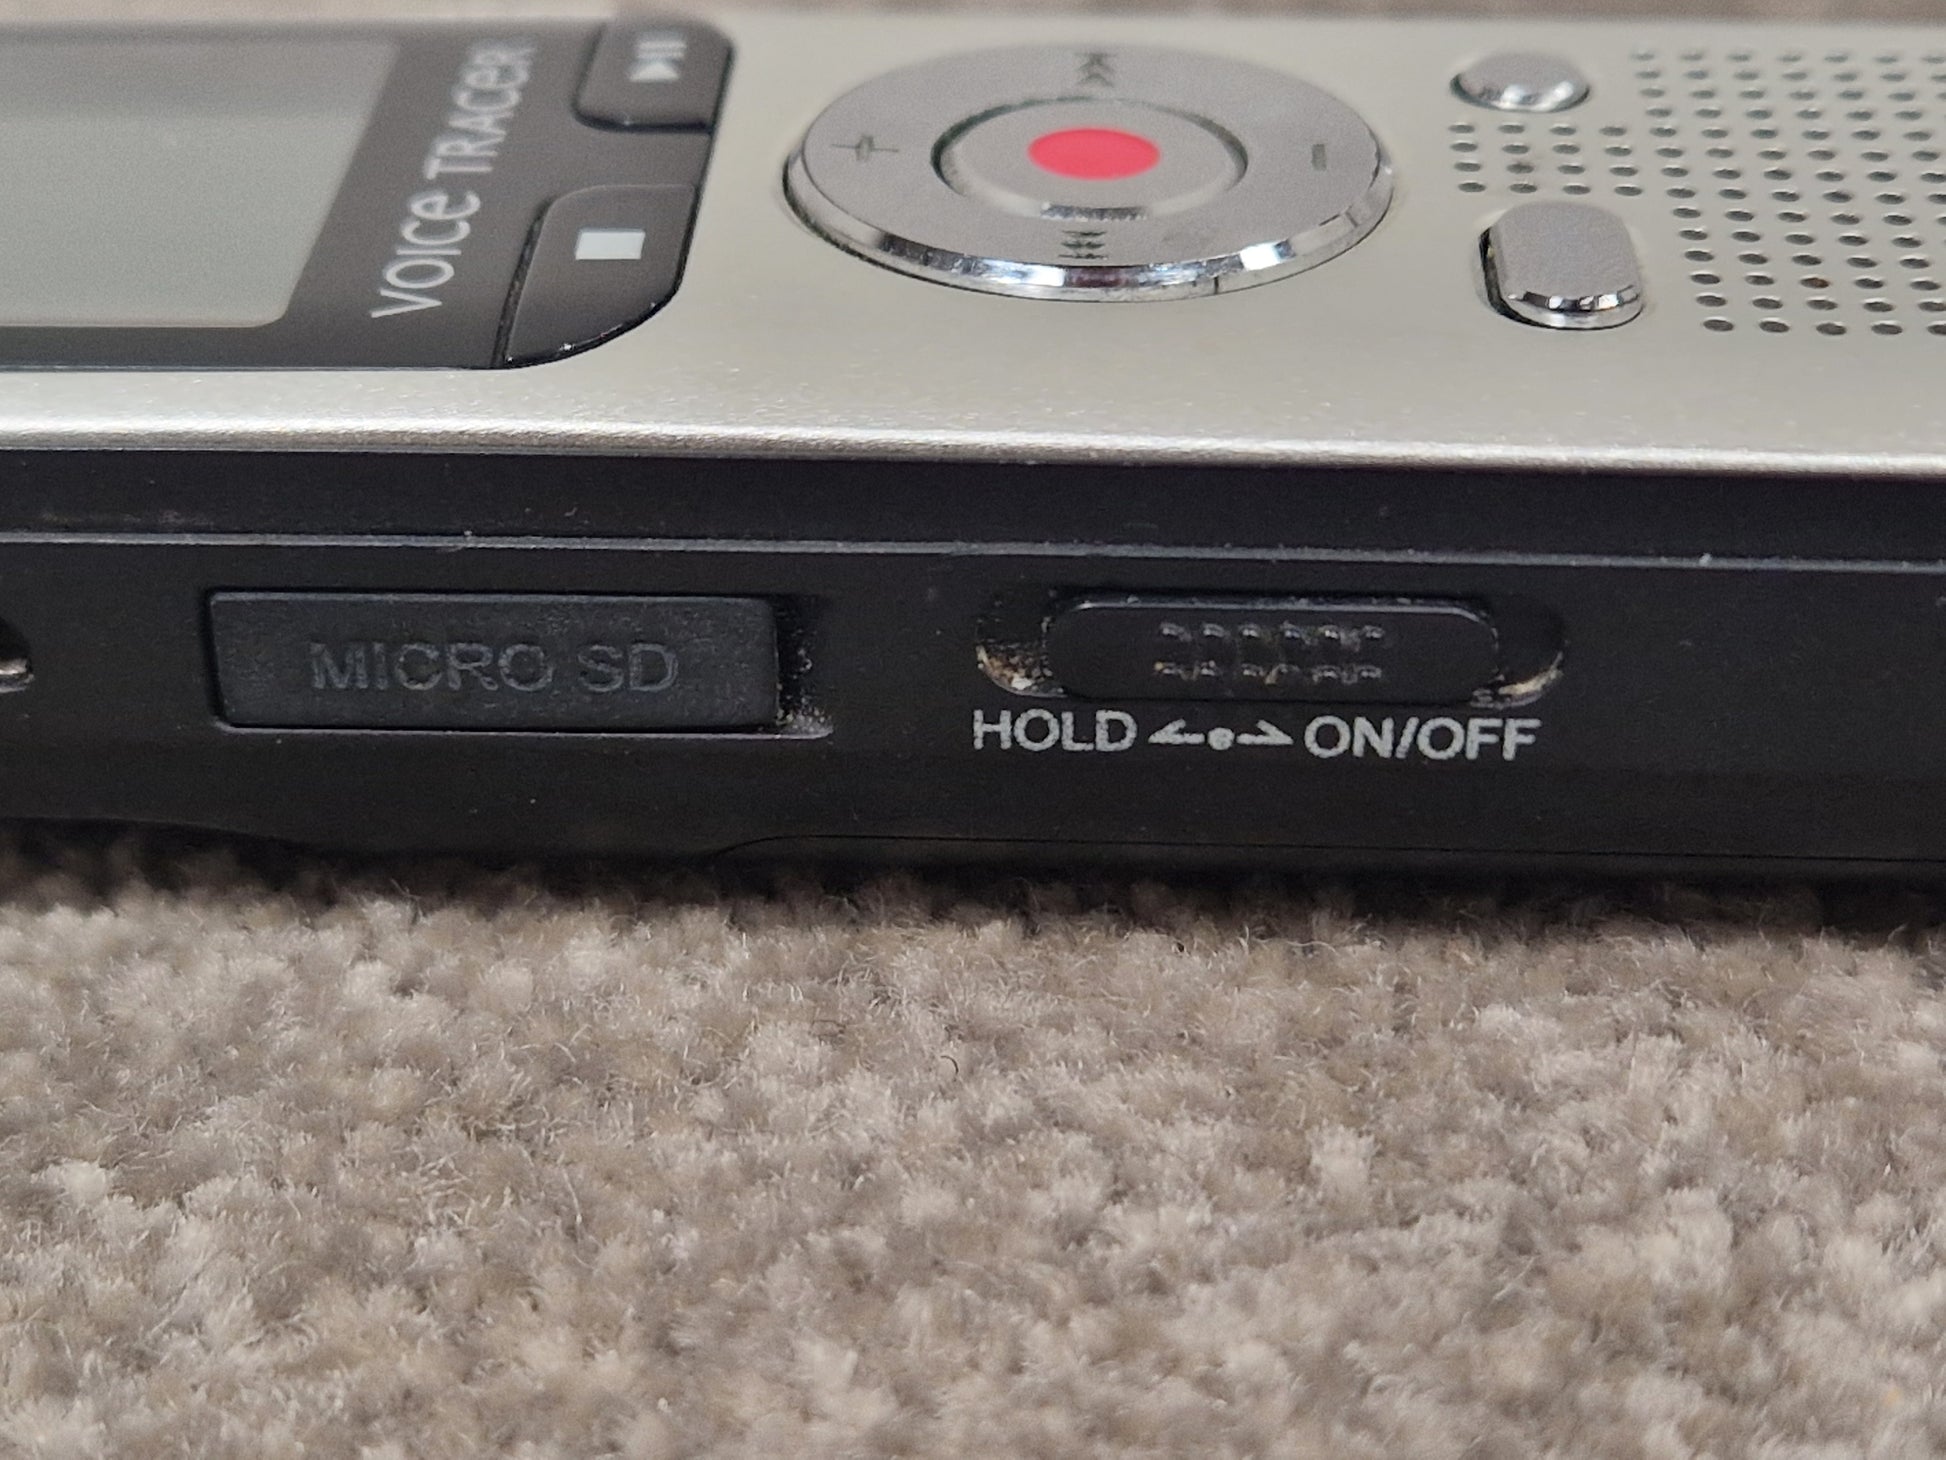 VOICE TRACER
MICRO SD
HOLD ON/OFF